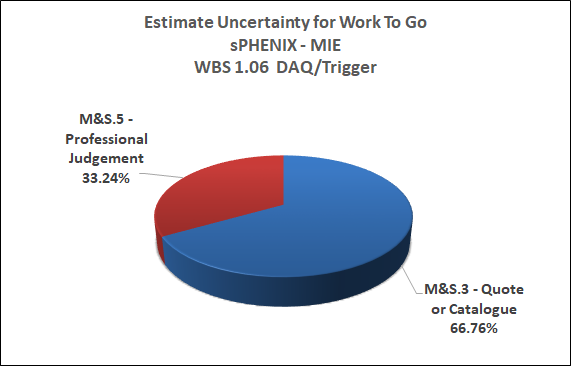 Estimate Uncertainty for Work To Go
sPHENIX - MIE
WBS 1.06  DAQ/Trigger
M&S.5 -
Professional
Judgement
33.24%
M&S.3 - Quote
or Catalogue
66.76%